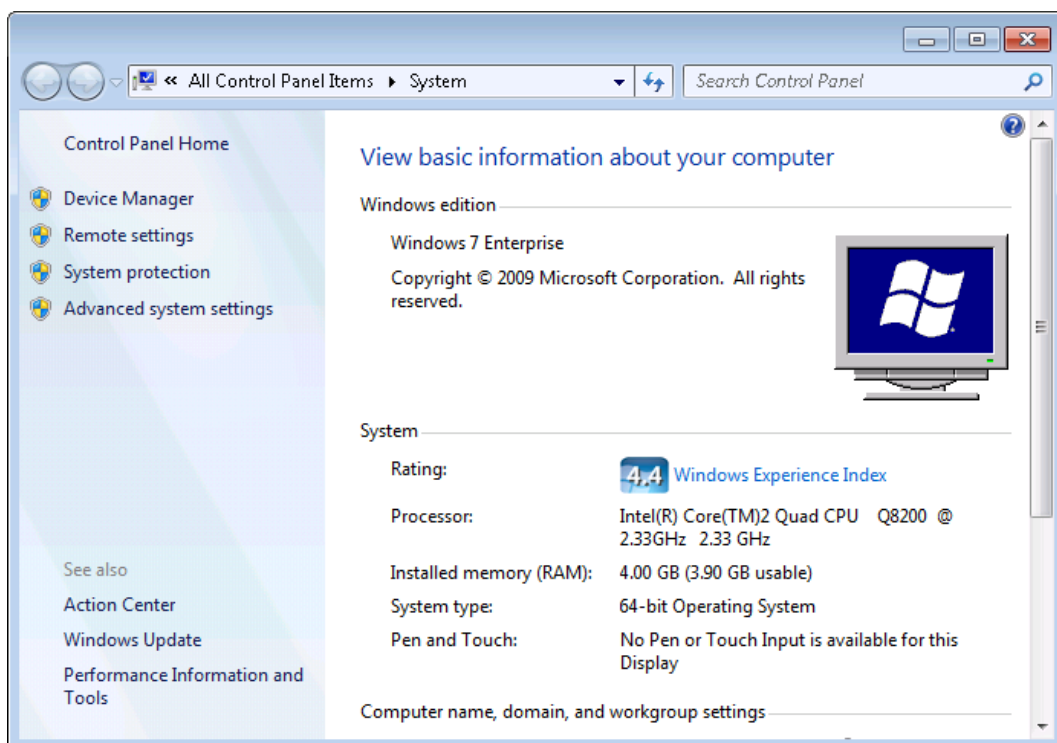 « All Control Panel Items ▸ System
Search Control Panel
Control Panel Home
Device Manager
Remote settings
System protection
Advanced system settings
See also
Action Center
Windows Update
Performance Information and
Tools
View basic information about your computer
Windows edition
Windows 7 Enterprise
Copyright © 2009 Microsoft Corporation. All rights
reserved.
System
Rating:
4.4 Windows Experience Index
Processor:
Intel(R) Core(TM)2 Quad CPU Q8200 @
2.33GHz 2.33 GHz
Installed memory (RAM):
4.00 GB (3.90 GB usable)
System type:
64-bit Operating System
Pen and Touch:
No Pen or Touch Input is available for this
Display
Computer name, domain, and workgroup settings